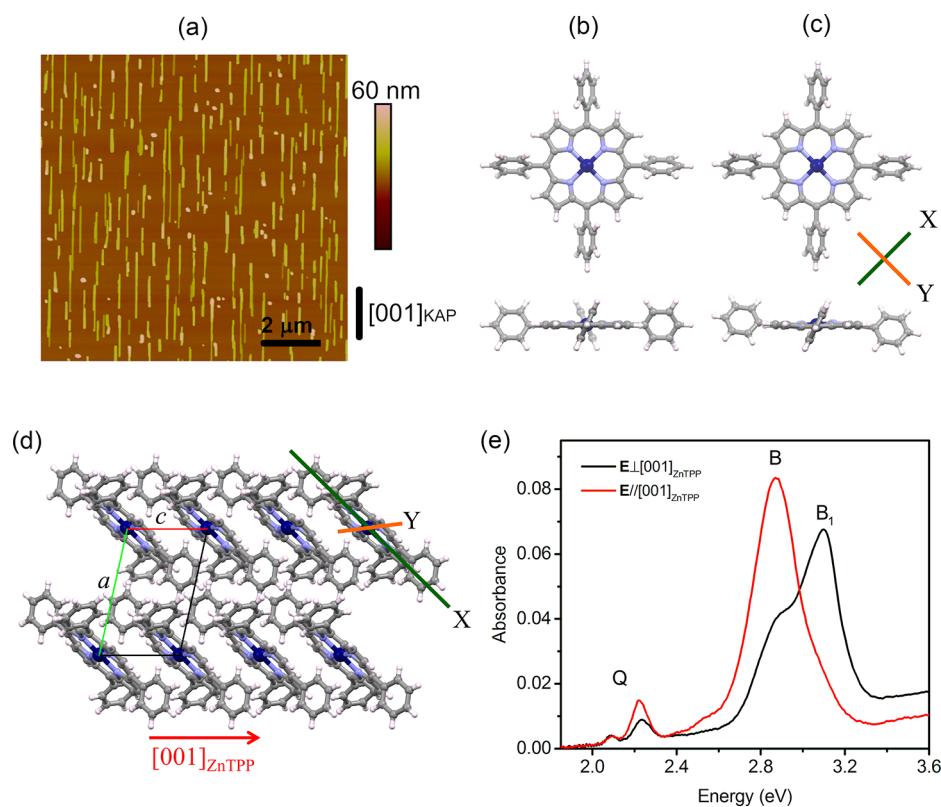 (a)
60 nm
[001]KAP
2 μm
(b)
(c)
X
Y
(d)
c
a
Y
X
[001]ZnTPP
(e)
E⊥[001]ZnTPP
E//[001]ZnTPP
B
B1
Q
Absorbance
0.08
0.06
0.04
0.02
0.00
2.0 2.4 2.8 3.2 3.6
Energy (eV)